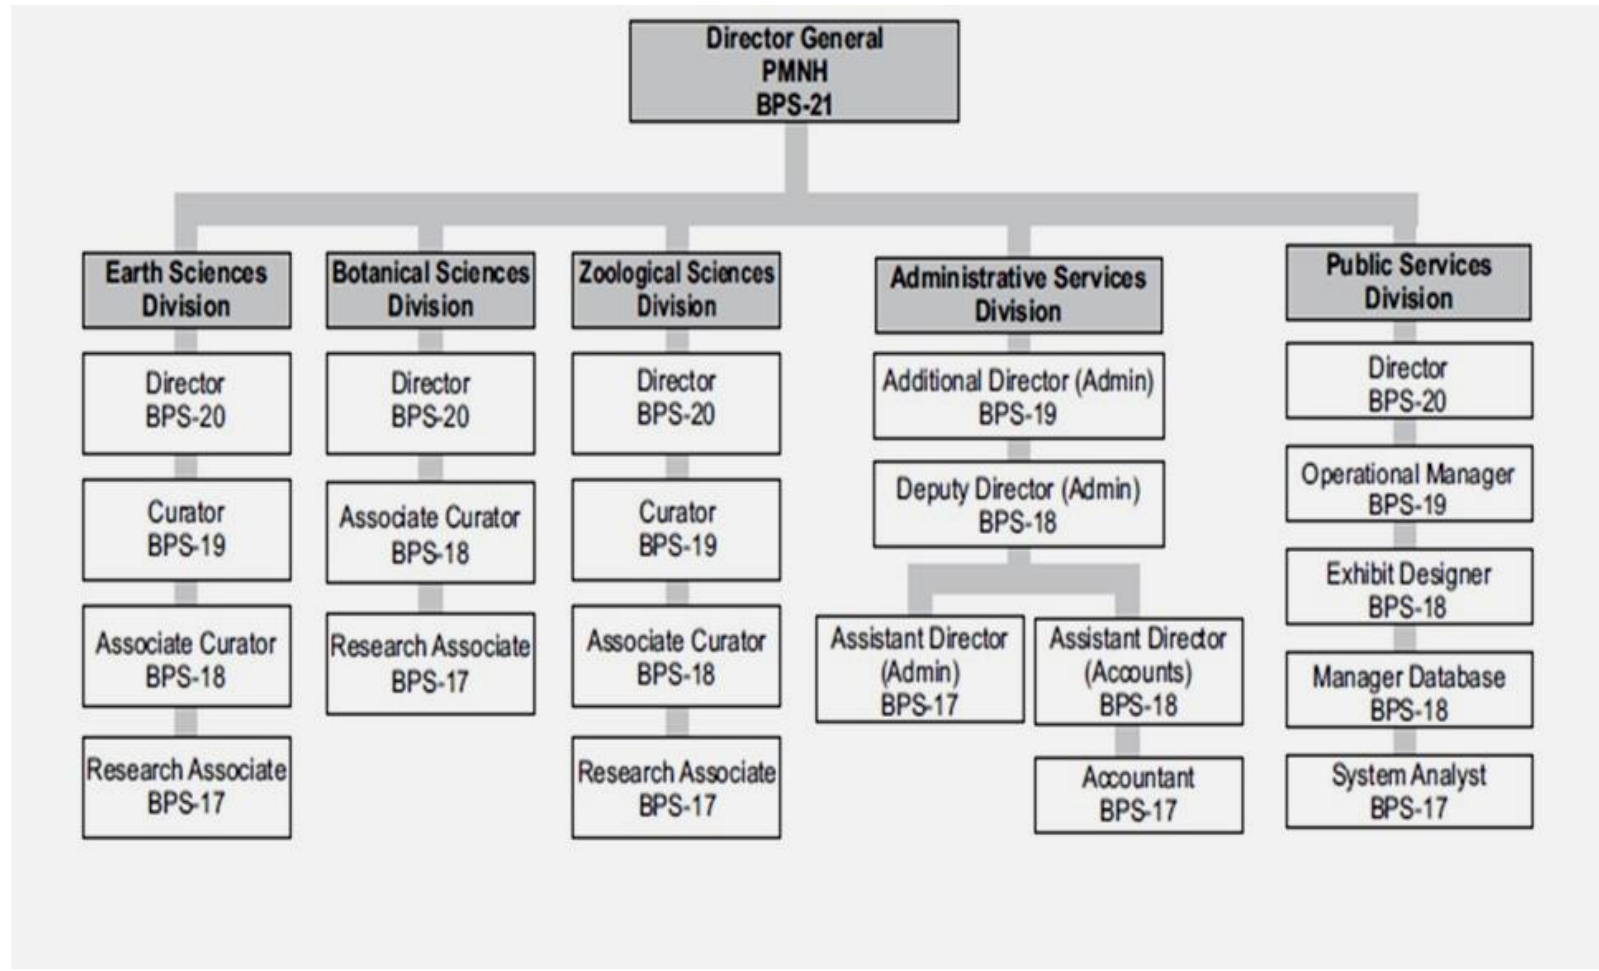 Director General
PMNH
BPS-21
Earth Sciences
Division
Director
BPS-20
Curator
BPS-19
Associate Curator
BPS-18
Research Associate
BPS-17
Botanical Sciences
Division
Director
BPS-20
Associate Curator
BPS-18
Research Associate
BPS-17
Zoological Sciences
Division
Director
BPS-20
Curator
BPS-19
Associate Curator
BPS-18
Research Associate
BPS-17
Administrative Services
Division
Additional Director (Admin)
BPS-19
Deputy Director (Admin)
BPS-18
Assistant Director
(Admin)
BPS-17
Assistant Director
(Accounts)
BPS-18
Accountant
BPS-17
Public Services
Division
Director
BPS-20
Operational Manager
BPS-19
Exhibit Designer
BPS-18
Manager Database
BPS-18
System Analyst
BPS-17